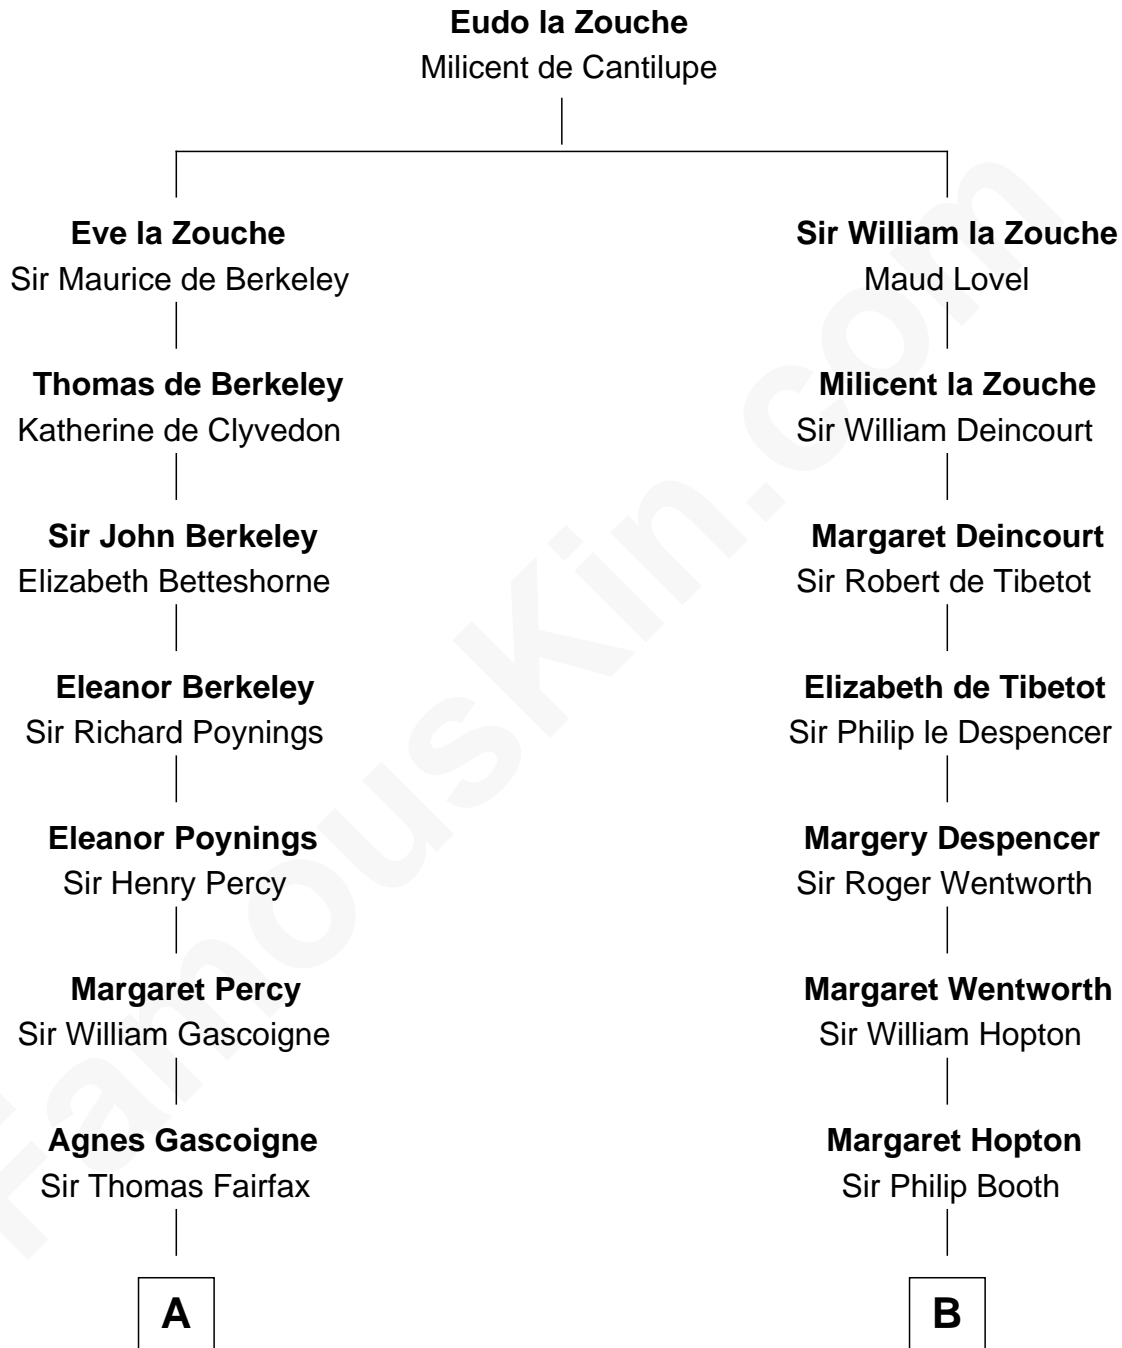 Eudo la Zouche
Milicent de Cantilupe
Eve la Zouche
Sir Maurice de Berkeley
Thomas de Berkeley
Katherine de Clyvedon
Sir John Berkeley
Elizabeth Betteshorne
Eleanor Berkeley
Sir Richard Poynings
Eleanor Poynings
Sir Henry Percy
Margaret Percy
Sir William Gascoigne
Agnes Gascoigne
Sir Thomas Fairfax
A
Sir William la Zouche
Maud Lovel
Milicent la Zouche
Sir William Deincourt
Margaret Deincourt
Sir Robert de Tibetot
Elizabeth de Tibetot
Sir Philip le Despencer
Margery Despencer
Sir Roger Wentworth
Margaret Wentworth
Sir William Hopton
Margaret Hopton
Sir Philip Booth
B
FamousKin.com